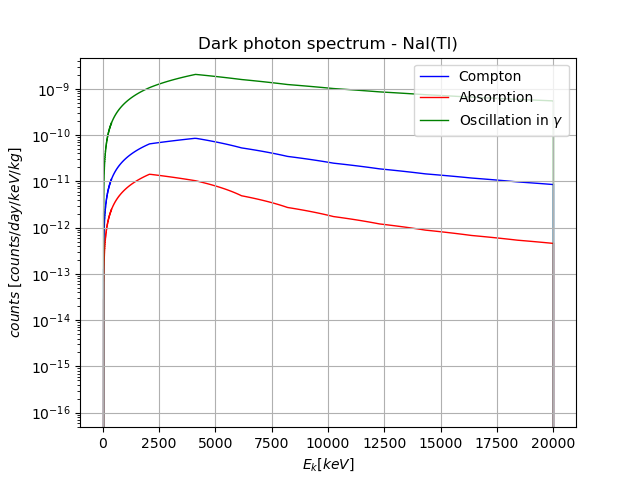 Dark photon spectrum - NaI(Tl)
Compton
Absorption
Oscillation in γ
counts [counts/day/keV/kg]
10⁻⁹
10⁻¹⁰
10⁻¹¹
10⁻¹²
10⁻¹³
10⁻¹⁴
10⁻¹⁵
10⁻¹⁶
0 2500 5000 7500 10000 12500 15000 17500 20000
Eₖ[keV]